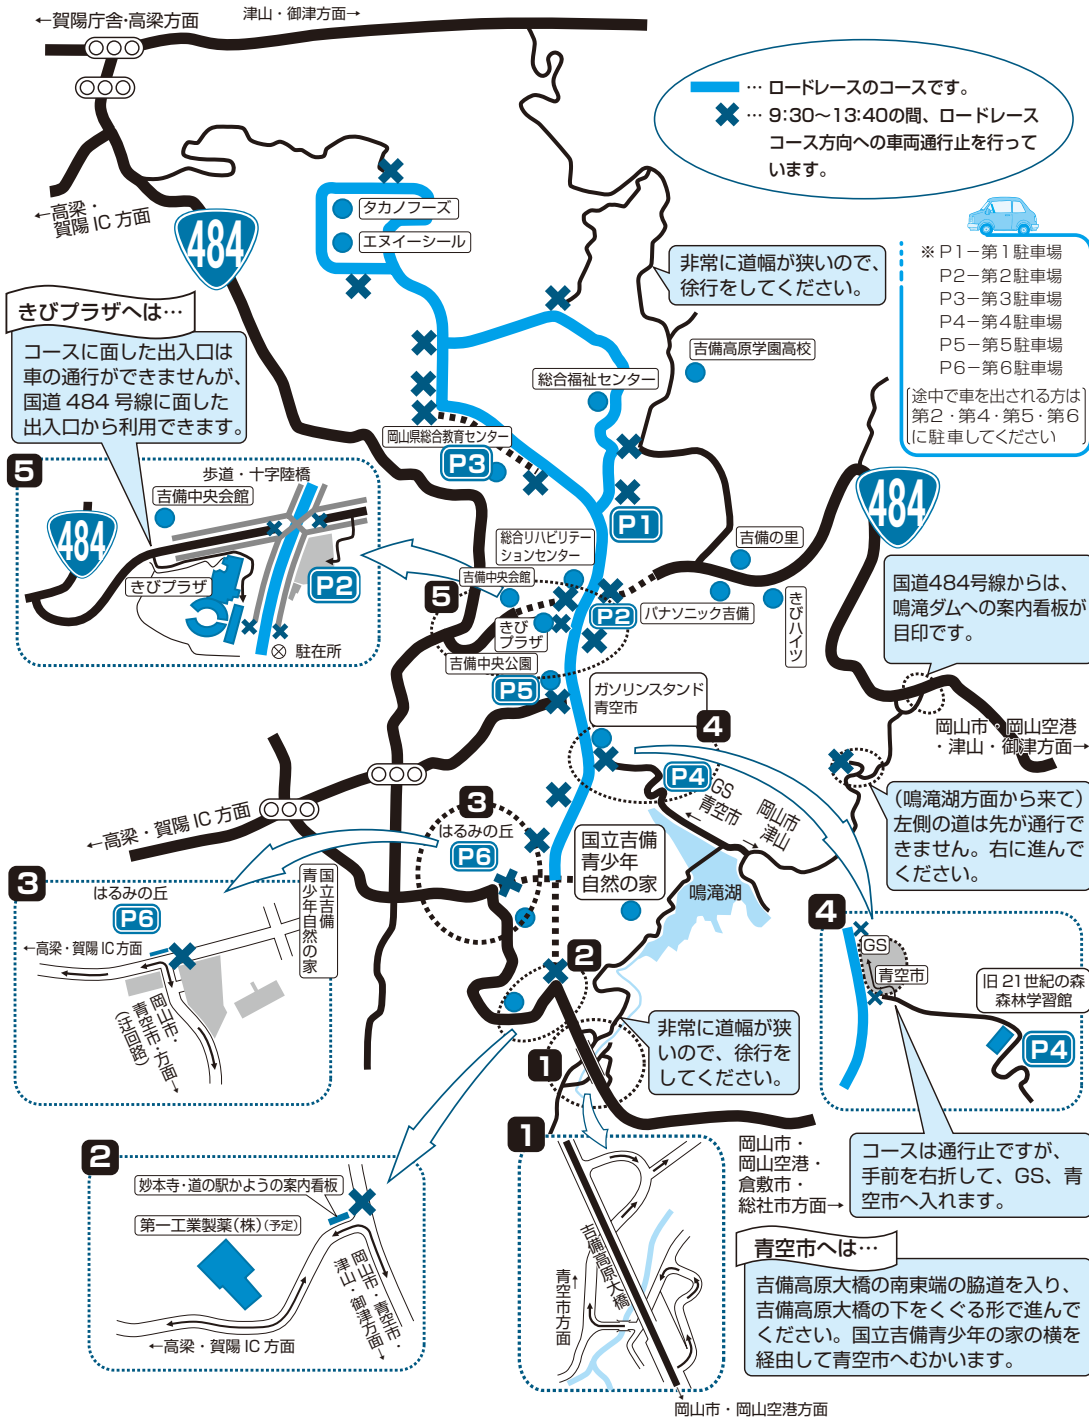 ←賀陽庁舎・高梁方面
津山・御津方面→
… ロードレースのコースです。
… 9:30〜13:40の間、ロードレース
コース方向への車両通行止を行って
います。
←高梁・
賀陽 IC 方面
484
タカノフーズ
エヌイーシール
非常に道幅が狭いので、
徐行をしてください。
※ P1−第1駐車場
P2−第2駐車場
P3−第3駐車場
P4−第4駐車場
P5−第5駐車場
P6−第6駐車場
途中で車を出される方は
第2・第4・第5・第6
に駐車してください
きびプラザへは…
コースに面した出入口は
車の通行ができませんが、
国道 484 号線に面した
出入口から利用できます。
吉備高原学園高校
総合福祉センター
岡山県総合教育センター
P3
P1
484
5
歩道・十字陸橋
吉備中央会館
484
きびプラザ
P2
駐在所
総合リハビリテー
ションセンター
吉備中央会館
5
きび
プラザ
P2
吉備の里
パナソニック吉備
きびハイツ
国道484号線からは、
鳴滝ダムへの案内看板が
目印です。
吉備中央公園
P5
ガソリンスタンド
青空市
4
P4
GS
青空市
岡山市
津山
岡山市・岡山空港
・津山・御津方面→
←高梁・賀陽 IC 方面
3
はるみの丘
P6
国立吉備
青少年
自然の家
鳴滝湖
(鳴滝湖方面から来て)
左側の道は先が通行で
きません。右に進んで
ください。
3
はるみの丘
P6
←高梁・賀陽 IC 方面
国立吉備
青少年自然の家
岡山市・
青空市・方面→
(迂回路)
2
1
非常に道幅が狭
いので、徐行を
してください。
4
GS
青空市
旧 21世紀の森
森林学習館
P4
コースは通行止ですが、
手前を右折して、GS、青
空市へ入れます。
岡山市・
岡山空港・
倉敷市・
総社市方面→
2
妙本寺・道の駅かようの案内看板
第一工業製薬(株)(予定)
岡山市・青空市・
津山・御津方面→
←高梁・賀陽 IC 方面
1
吉備高原大橋
青空市方面→
岡山市・岡山空港方面
青空市へは…
吉備高原大橋の南東端の脇道を入り、
吉備高原大橋の下をくぐる形で進んで
ください。国立吉備青少年の家の横を
経由して青空市へむかいます。